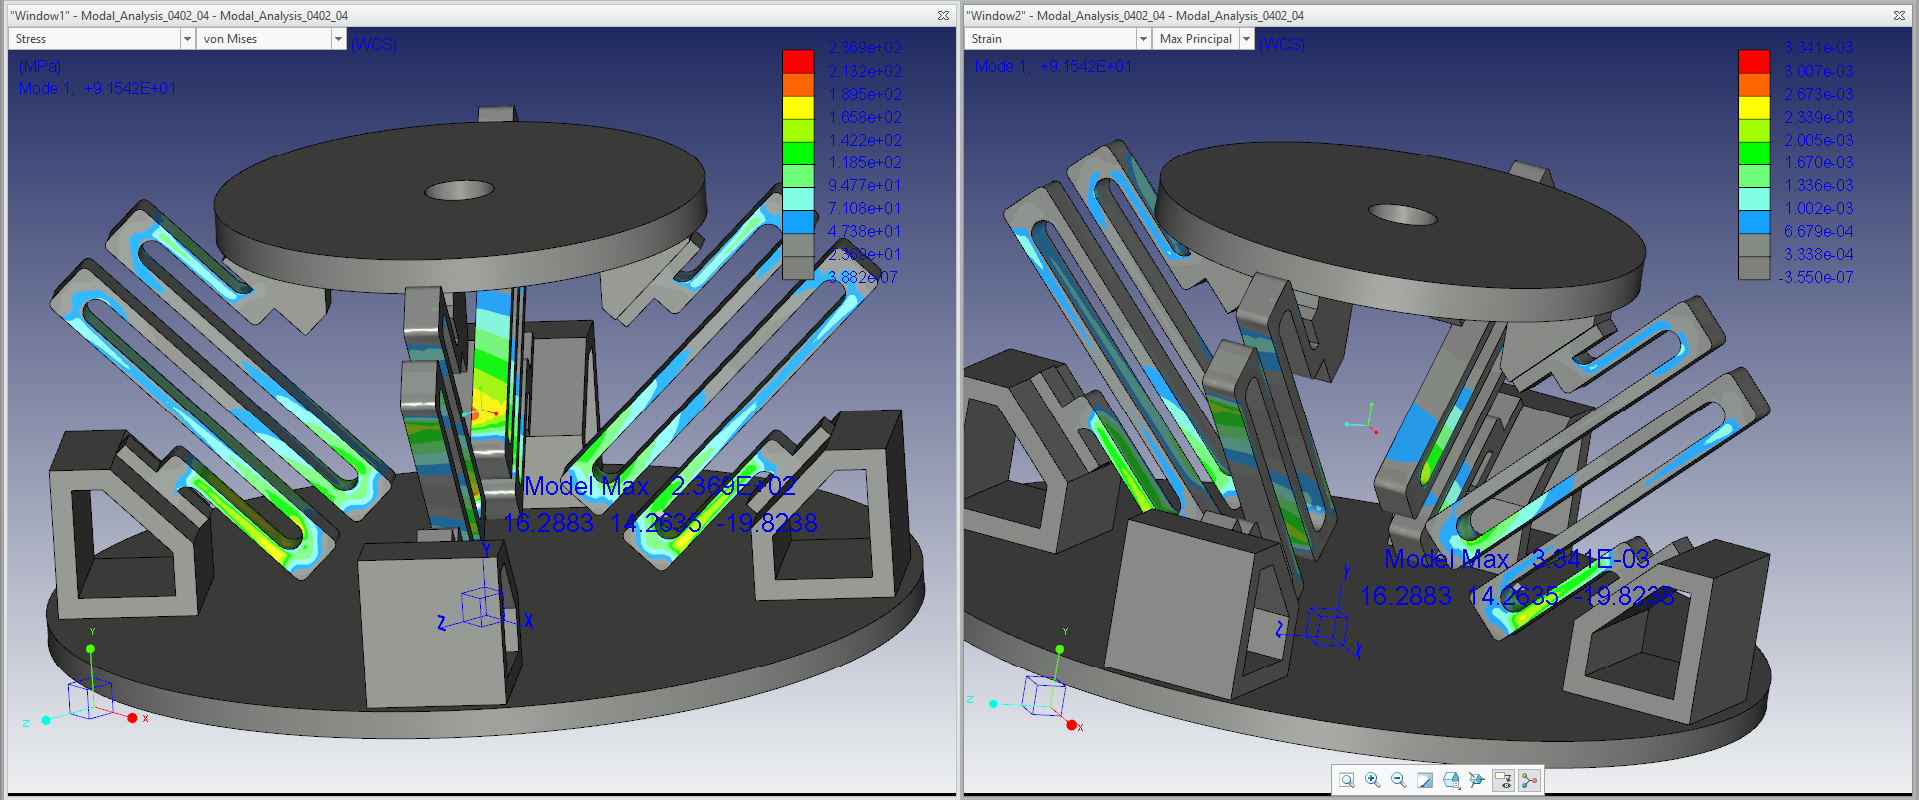 "Window1" - Modal_Analysis_0402_04 - Modal_Analysis_0402_04
Stress
von Mises
(WCS)
(MPa)
Mode 1, +9.1542E+01
2.369e+02
2.132e+02
1.895e+02
1.658e+02
1.422e+02
1.185e+02
9.477e+01
7.108e+01
4.738e+01
2.369e+01
3.882e-07
Model Max 2.369E+02
16.2883 14.2635 -19.8238
Y
Z
X
Y
Z
X
"Window2" - Modal_Analysis_0402_04 - Modal_Analysis_0402_04
Strain
Max Principal
(WCS)
Mode 1, +9.1542E+01
3.341e-03
3.007e-03
2.673e-03
2.339e-03
2.005e-03
1.670e-03
1.336e-03
1.002e-03
6.679e-04
3.338e-04
-3.550e-07
Model Max 3.341E-03
16.2883 14.2635 -19.8238
Y
Z
X
Y
Z
X